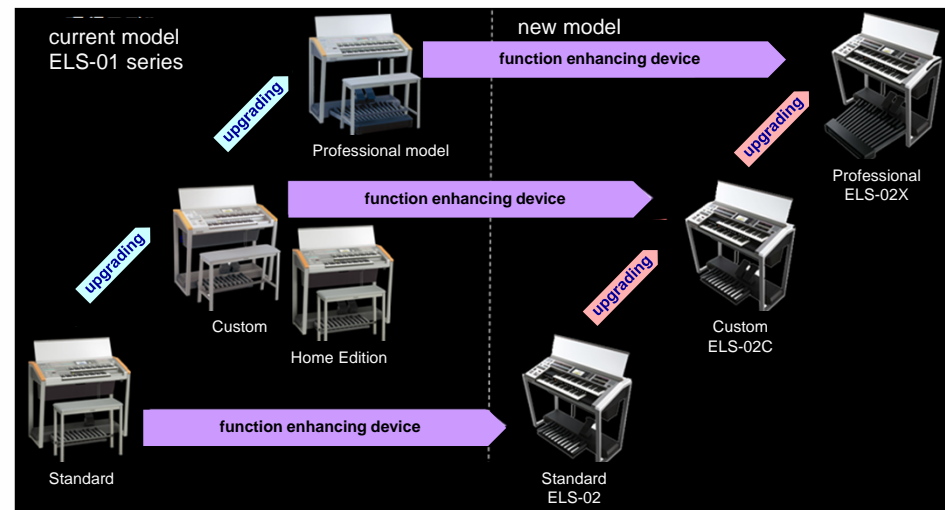 current model
ELS-01 series
new model
function enhancing device
upgrading
Professional model
upgrading
Professional
ELS-02X
function enhancing device
upgrading
Custom
Home Edition
upgrading
Custom
ELS-02C
function enhancing device
Standard
Standard
ELS-02